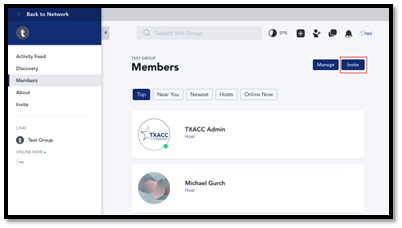 Back to Network
t
Search this Group
57%
Activity Feed
Discovery
Members
About
Invite
CHAT
t
Test Group
ONLINE NOW
TEST GROUP
Members
Manage
Invite
Top
Near You
Newest
Hosts
Online Now
TXACC
TXACC Admin
Host
Michael Gurch
Host